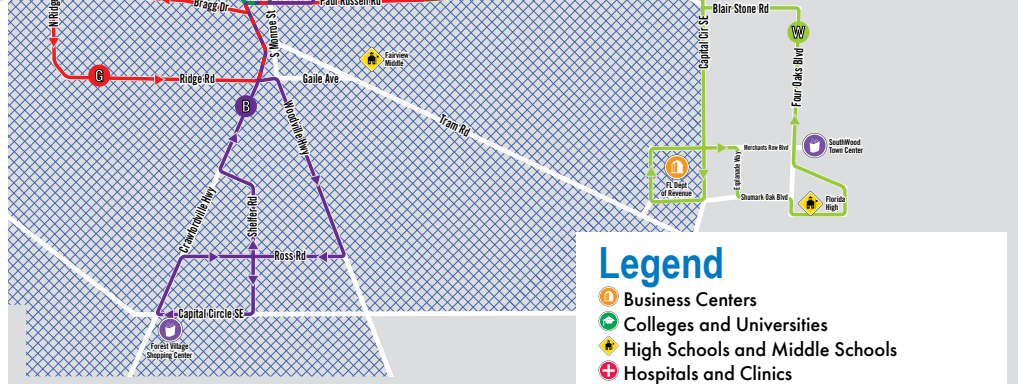 Bragg Dr
Paul Russell Rd
N Ridge
S Monroe St
Fairview
Middle
G
Ridge Rd
Gaile Ave
B
Woodville Hwy
Tram Rd
Crawfordville Hwy
Shelfer Rd
Ross Rd
Capital Circle SE
Forest Village
Shopping Center
Blair Stone Rd
W
Capital Cir SE
Four Oaks Blvd
Merchants Row Blvd
SouthWood
Town Center
Esplanade Way
FL Dept
of Revenue
Shumark Oak Blvd
Florida
High
Legend
Business Centers
Colleges and Universities
High Schools and Middle Schools
Hospitals and Clinics